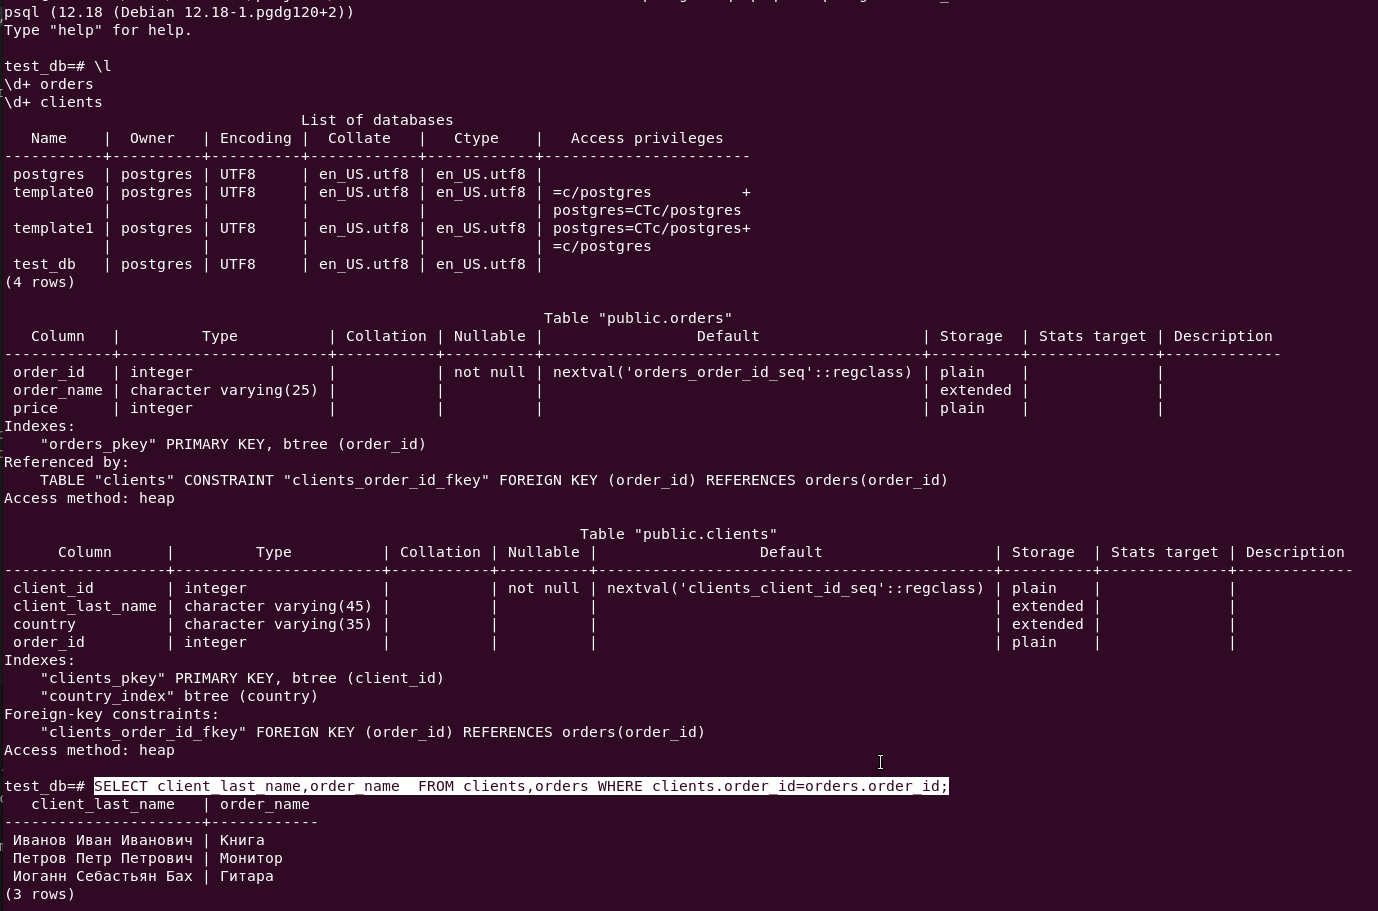 psql (12.18 (Debian 12.18-1.pgdg120+2))
Type "help" for help.

test_db=# \l
\d+ orders
\d+ clients
                                 List of databases
   Name    |  Owner   | Encoding |  Collate   |   Ctype    |   Access privileges
-----------+----------+----------+------------+------------+-----------------------
 postgres  | postgres | UTF8     | en_US.utf8 | en_US.utf8 |
 template0 | postgres | UTF8     | en_US.utf8 | en_US.utf8 | =c/postgres          +
           |          |          |            |            | postgres=CTc/postgres
 template1 | postgres | UTF8     | en_US.utf8 | en_US.utf8 | postgres=CTc/postgres+
           |          |          |            |            | =c/postgres
 test_db   | postgres | UTF8     | en_US.utf8 | en_US.utf8 |
(4 rows)

                                                            Table "public.orders"
   Column   |         Type          | Collation | Nullable |                 Default                  | Storage  | Stats target | Description
------------+-----------------------+-----------+----------+------------------------------------------+----------+--------------+-------------
 order_id   | integer               |           | not null | nextval('orders_order_id_seq'::regclass) | plain    |              |
 order_name | character varying(25) |           |          |                                          | extended |              |
 price      | integer               |           |          |                                          | plain    |              |
Indexes:
    "orders_pkey" PRIMARY KEY, btree (order_id)
Referenced by:
    TABLE "clients" CONSTRAINT "clients_order_id_fkey" FOREIGN KEY (order_id) REFERENCES orders(order_id)
Access method: heap

                                                                Table "public.clients"
      Column      |         Type          | Collation | Nullable |                  Default                   | Storage  | Stats target | Description
------------------+-----------------------+-----------+----------+--------------------------------------------+----------+--------------+-------------
 client_id        | integer               |           | not null | nextval('clients_client_id_seq'::regclass) | plain    |              |
 client_last_name | character varying(45) |           |          |                                            | extended |              |
 country          | character varying(35) |           |          |                                            | extended |              |
 order_id         | integer               |           |          |                                            | plain    |              |
Indexes:
    "clients_pkey" PRIMARY KEY, btree (client_id)
    "country_index" btree (country)
Foreign-key constraints:
    "clients_order_id_fkey" FOREIGN KEY (order_id) REFERENCES orders(order_id)
Access method: heap

test_db=# SELECT client_last_name,order_name  FROM clients,orders WHERE clients.order_id=orders.order_id;
   client_last_name   | order_name
----------------------+------------
 Иванов Иван Иванович | Книга
 Петров Петр Петрович | Монитор
 Иоганн Себастьян Бах | Гитара
(3 rows)